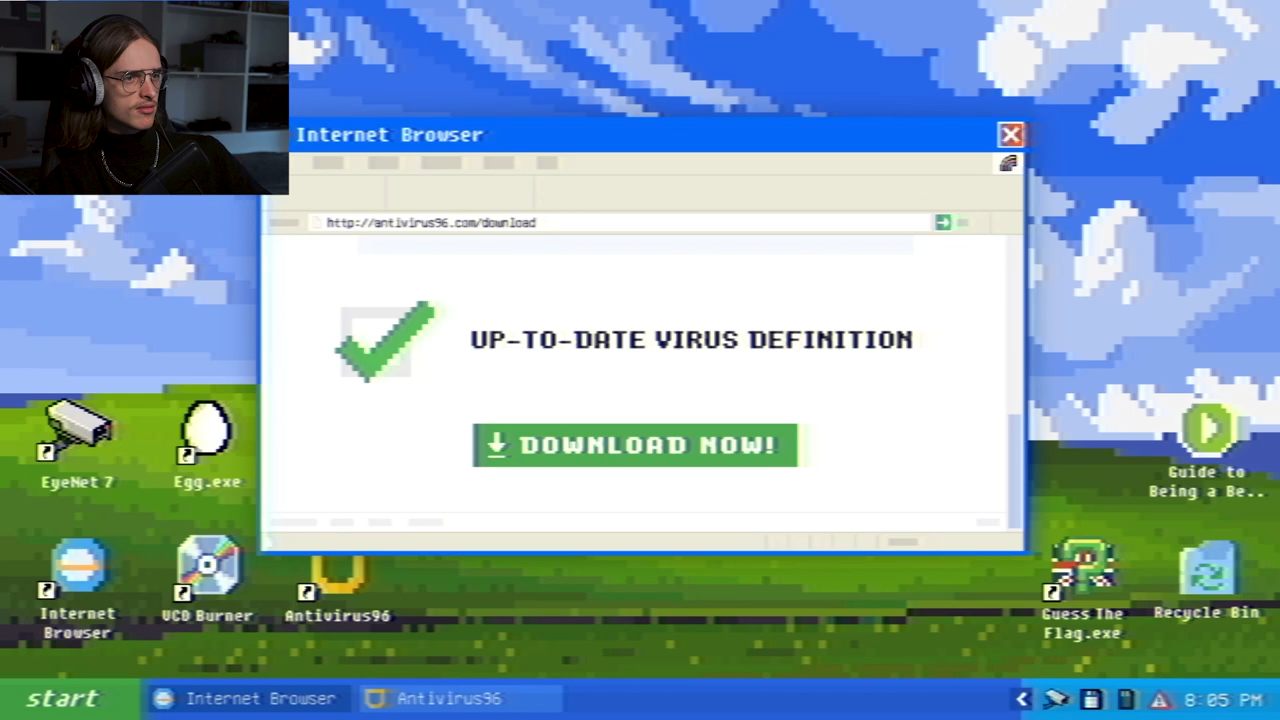 Internet Browser
http://antivirus96.com/download
UP-TO-DATE VIRUS DEFINITION
DOWNLOAD NOW!
EyeNet 7
Egg.exe
Guide to
Being a Be..
Internet
Browser
VCD Burner
Antivirus96
Guess The
Flag.exe
Recycle Bin
start
Internet Browser
Antivirus96
8:05 PM